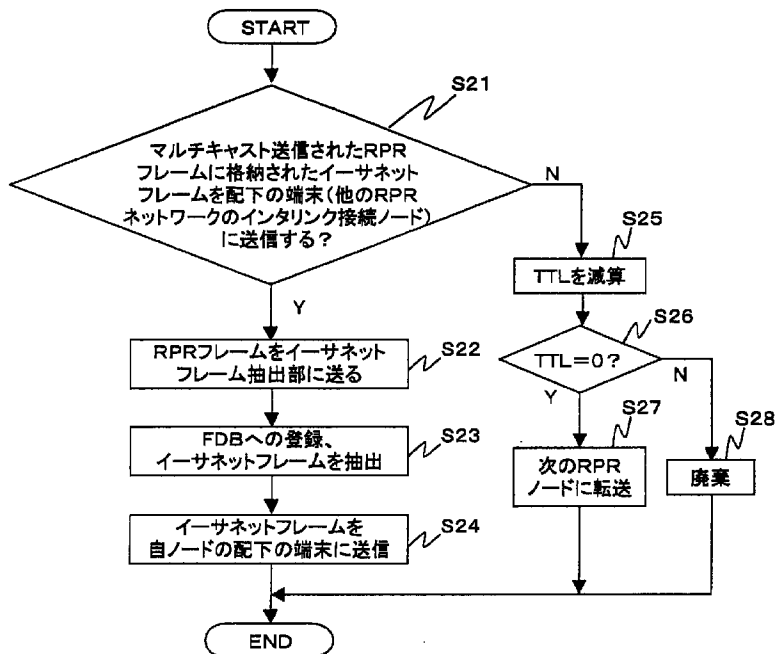 START
S21
マルチキャスト送信されたRPR
フレームに格納されたイーサネット
フレームを配下の端末(他のRPR
ネットワークのインタリンク接続ノード)
に送信する?
N
Y
S25
TTLを減算
S26
TTL=0?
N
Y
S22
RPRフレームをイーサネット
フレーム抽出部に送る
S27
次のRPR
ノードに転送
S28
廃棄
S23
FDBへの登録、
イーサネットフレームを抽出
S24
イーサネットフレームを
自ノードの配下の端末に送信
END